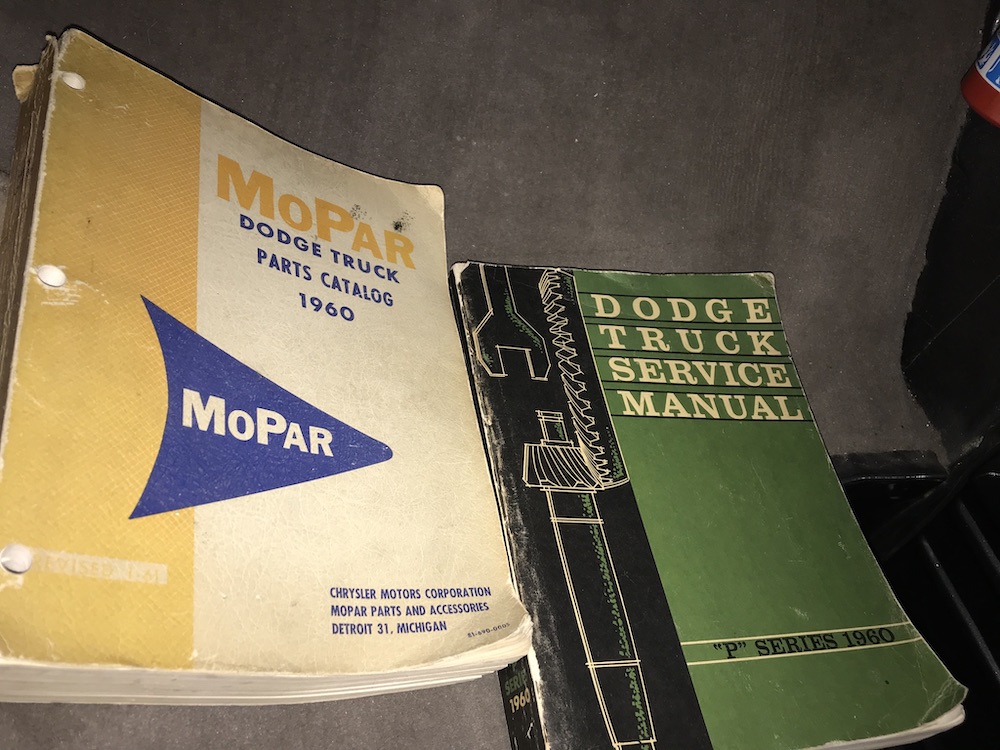 MOPAR
DODGE TRUCK
PARTS CATALOG
1960
MOPAR
CHRYSLER MOTORS CORPORATION
MOPAR PARTS AND ACCESSORIES
DETROIT 31, MICHIGAN
DODGE
TRUCK
SERVICE
MANUAL
"P" SERIES 1960
1960